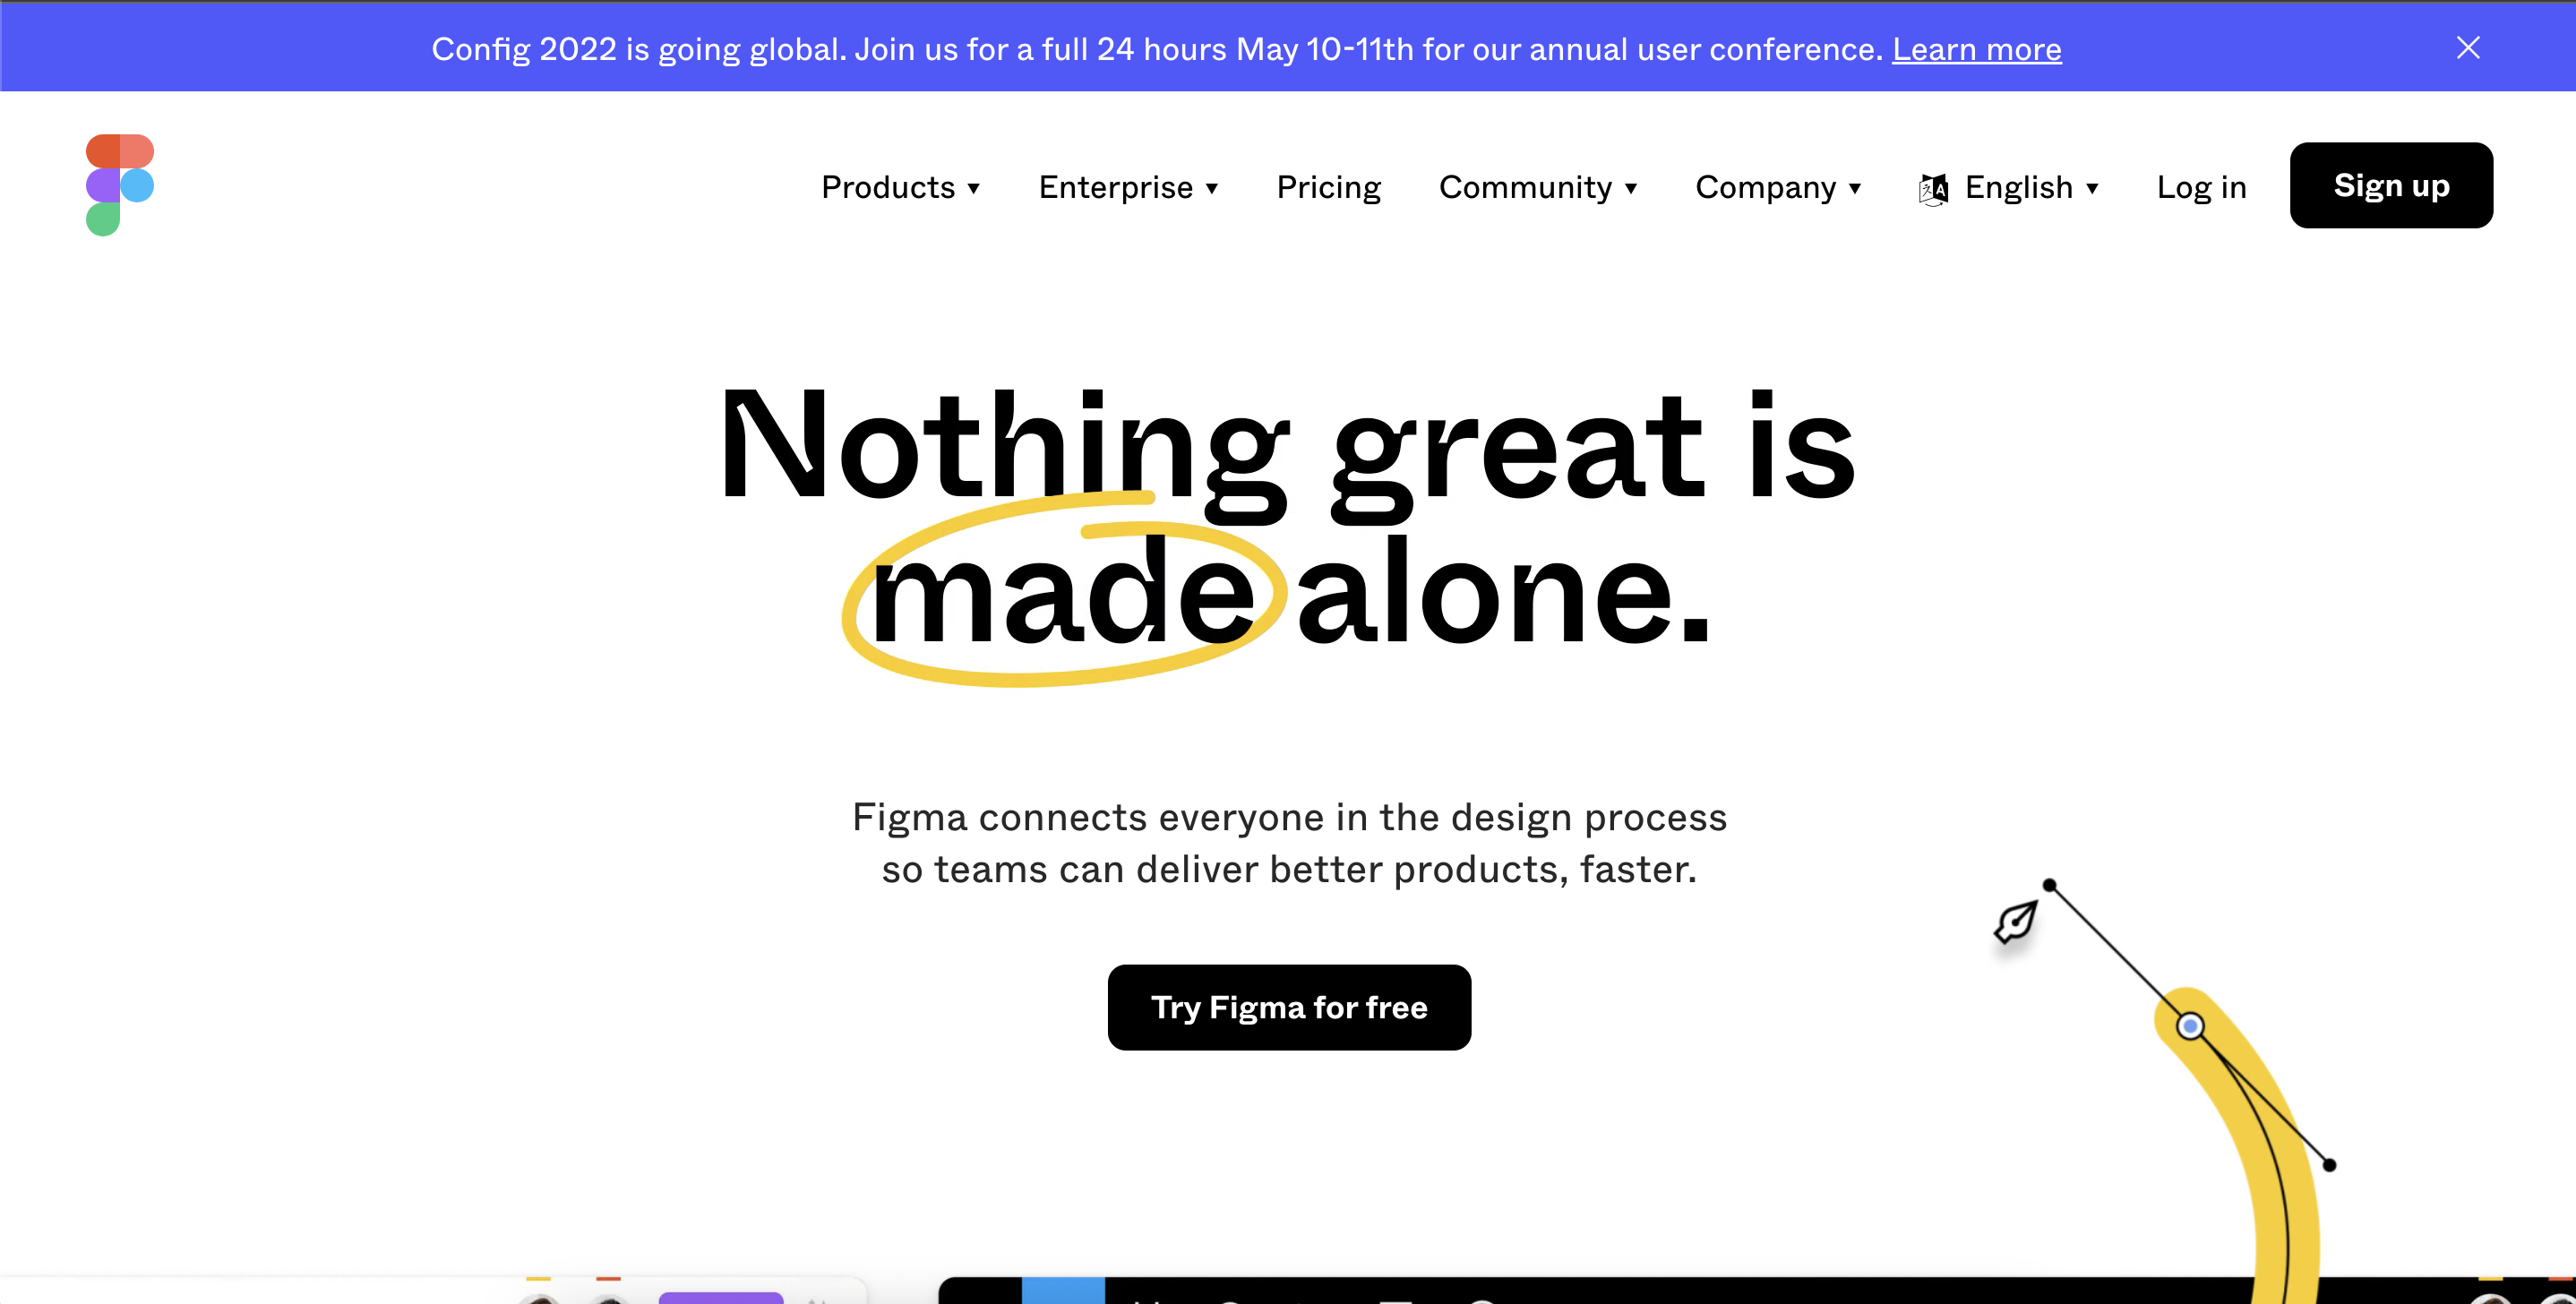 Config 2022 is going global. Join us for a full 24 hours May 10-11th for our annual user conference. Learn more
Products Enterprise Pricing Community Company English Log in Sign up
Nothing great is
made alone.
Figma connects everyone in the design process
so teams can deliver better products, faster.
Try Figma for free